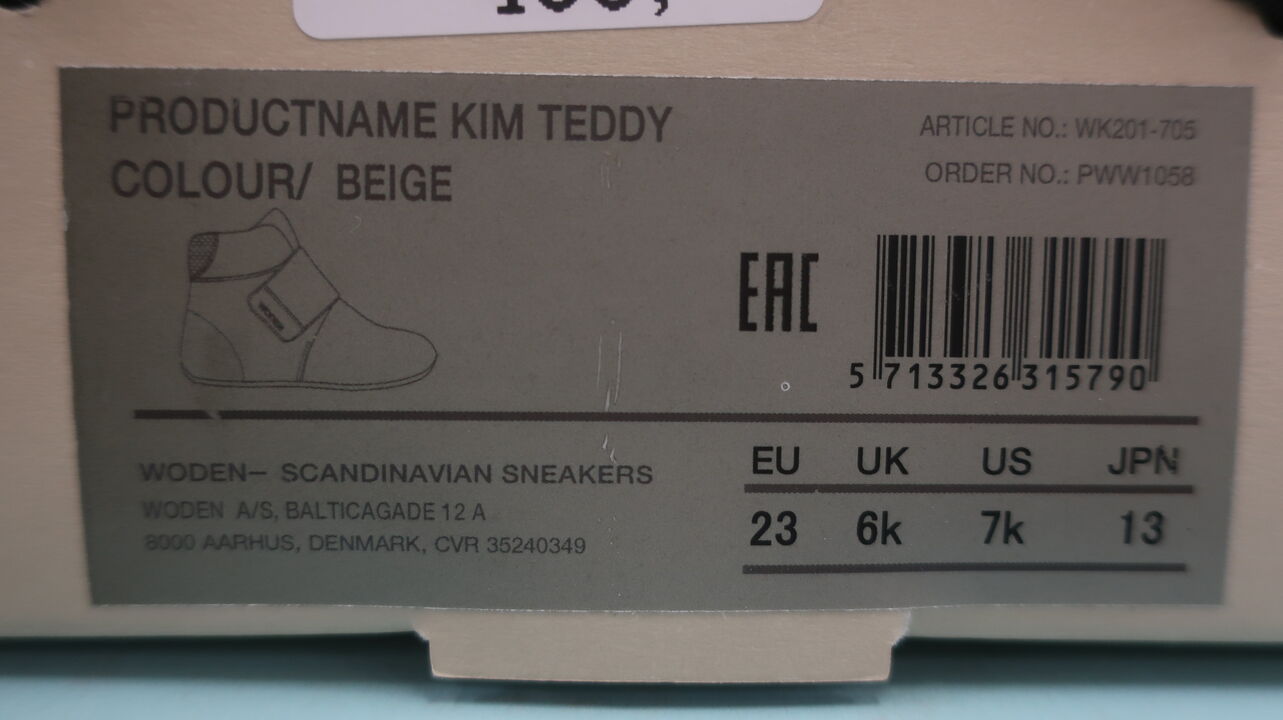 PRODUCTNAME KIM TEDDY
COLOUR/ BEIGE
ARTICLE NO.: WK201-705
ORDER NO.: PWW1058
EAC
5 713326 315790
WODEN– SCANDINAVIAN SNEAKERS
WODEN A/S, BALTICAGADE 12 A
8000 AARHUS, DENMARK, CVR 35240349
EU UK US JPN
23 6k 7k 13